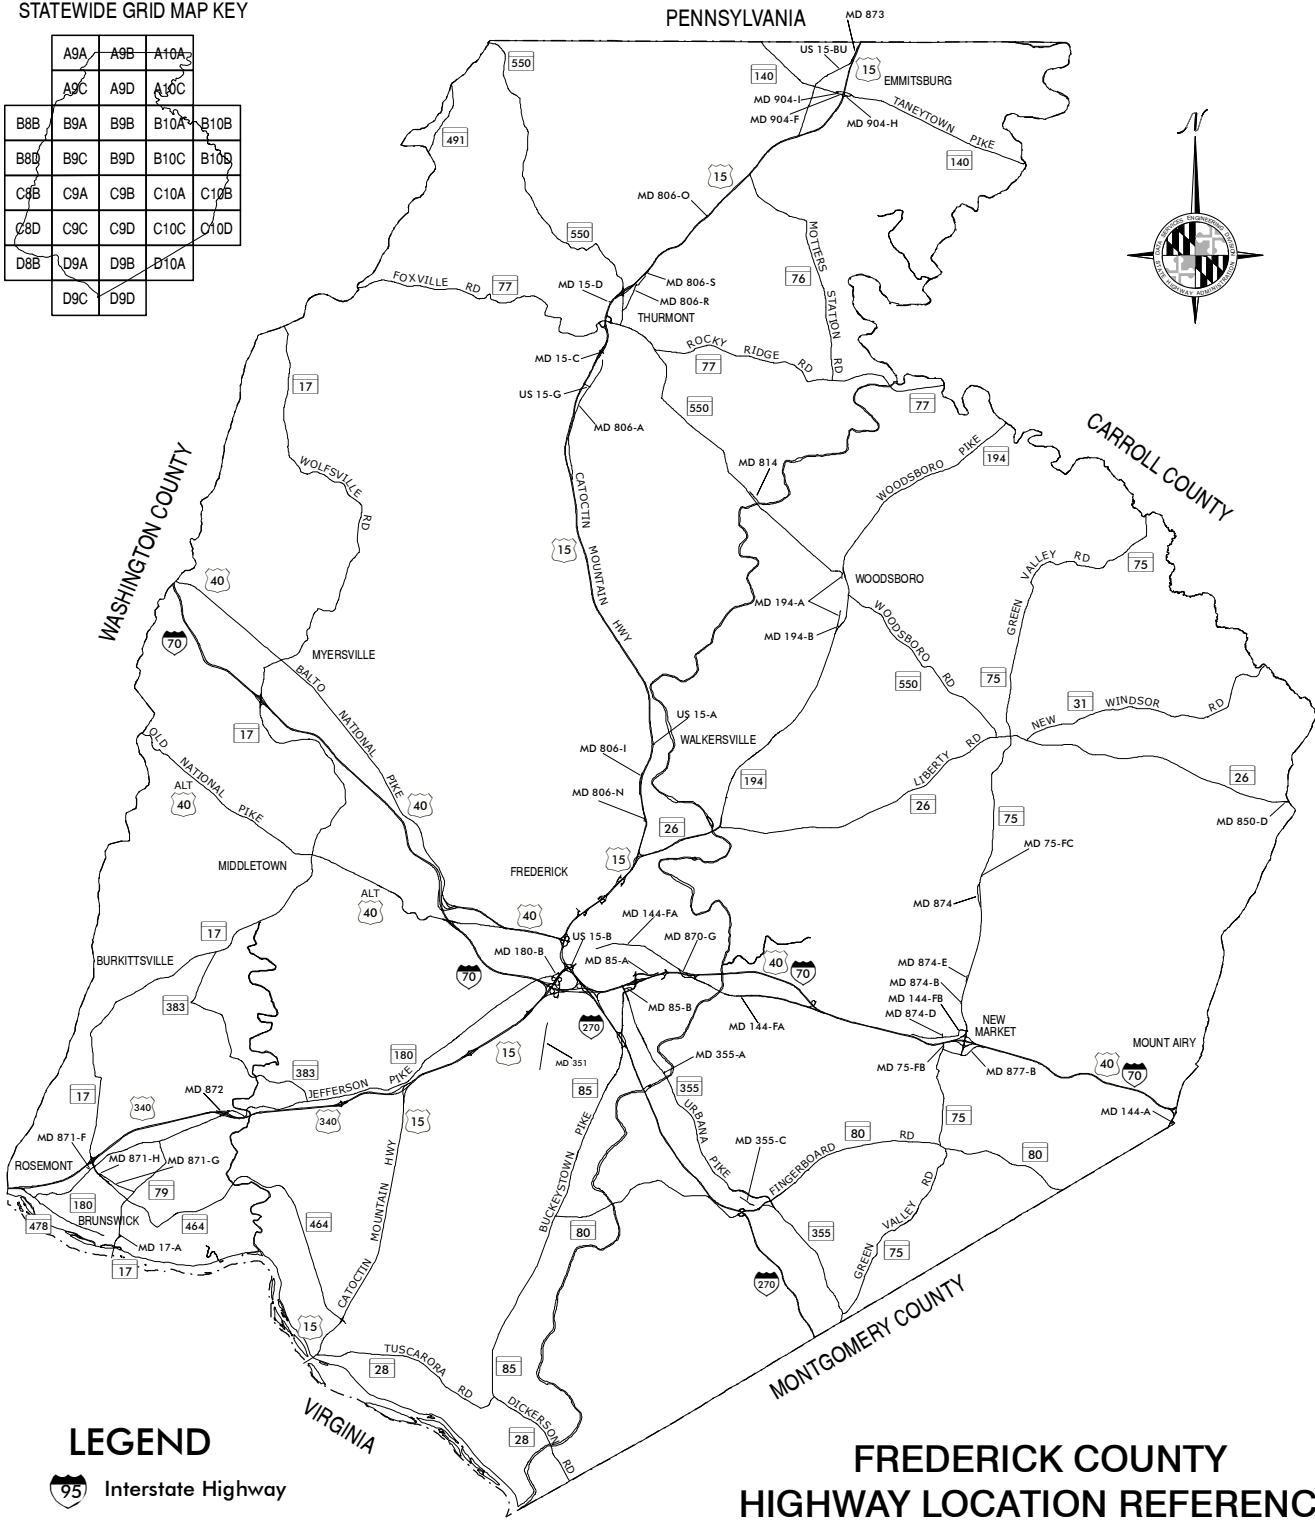 STATEWIDE GRID MAP KEY
A9A A9B A10A
A9C A9D A10C
B8B B9A B9B B10A B10B
B8D B9C B9D B10C B10D
C8B C9A C9B C10A C10B
C8D C9C C9D C10C C10D
D8B D9A D9B D10A
D9C D9D
PENNSYLVANIA
MD 873
US 15-BU
550
140
15
EMMITSBURG
MD 904-I
MD 904-F
MD 904-H
TANEYTOWN PIKE
140
491
15
MD 806-O
550
MOTTERS STATION RD
76
DATA SERVICES ENGINEERING DIVISION
STATE HIGHWAY ADMINISTRATION
FOXVILLE RD
77
MD 15-D
MD 806-S
MD 806-R
THURMONT
ROCKY RIDGE RD
77
MD 15-C
17
US 15-G
550
77
MD 806-A
CARROLL COUNTY
WOODSBORO PIKE
194
WASHINGTON COUNTY
WOLFSVILLE RD
MD 814
CATOCTIN MOUNTAIN HWY
15
40
GREEN VALLEY RD
75
WOODSBORO
MD 194-A
MD 194-B
70
MYERSVILLE
WOODSBORO RD
550
75
BALTO NATIONAL PIKE
31
NEW WINDSOR RD
17
US 15-A
WALKERSVILLE
OLD NATIONAL PIKE
MD 806-I
LIBERTY RD
194
26
ALT
40
40
MD 806-N
26
26
75
MD 850-D
MD 75-FC
MIDDLETOWN
FREDERICK
15
ALT
40
40
MD 874
MD 144-FA
17
US 15-B
MD 870-G
MD 180-B
MD 85-A
BURKITTSVILLE
70
40
70
MD 874-E
MD 874-B
MD 144-FB
MD 874-D
383
MD 85-B
270
MD 144-FA
NEW
MARKET
MOUNT AIRY
180
15
MD 351
MD 355-A
MD 75-FB
MD 877-B
40
70
383
JEFFERSON PIKE
MD 872
17
340
340
15
85
355
URBANA PIKE
75
MD 144-A
MD 871-F
MD 871-H
MD 871-G
ROSEMONT
CATOCTIN MOUNTAIN HWY
BUCKEYSTOWN PIKE
MD 355-C
80
FINGERBOARD RD
80
79
180
BRUNSWICK
478
464
464
80
355
GREEN VALLEY RD
75
MD 17-A
17
270
15
MONTGOMERY COUNTY
TUSCARORA RD
28
85
DICKERSON RD
28
VIRGINIA
LEGEND
95 Interstate Highway
FREDERICK COUNTY
HIGHWAY LOCATION REFERENC